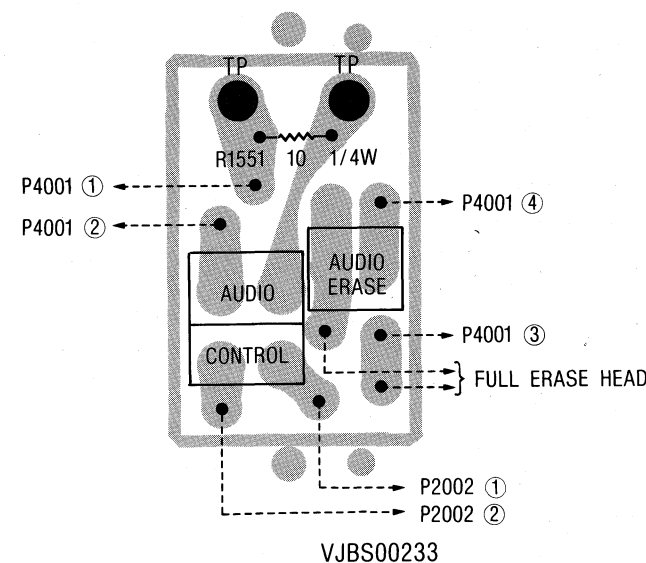 TP TP
R1551 10 1/4W
P4001 ①
P4001 ②
P4001 ④
AUDIO
ERASE
AUDIO
P4001 ③
CONTROL
FULL ERASE HEAD
P2002 ①
P2002 ②
VJBS00233